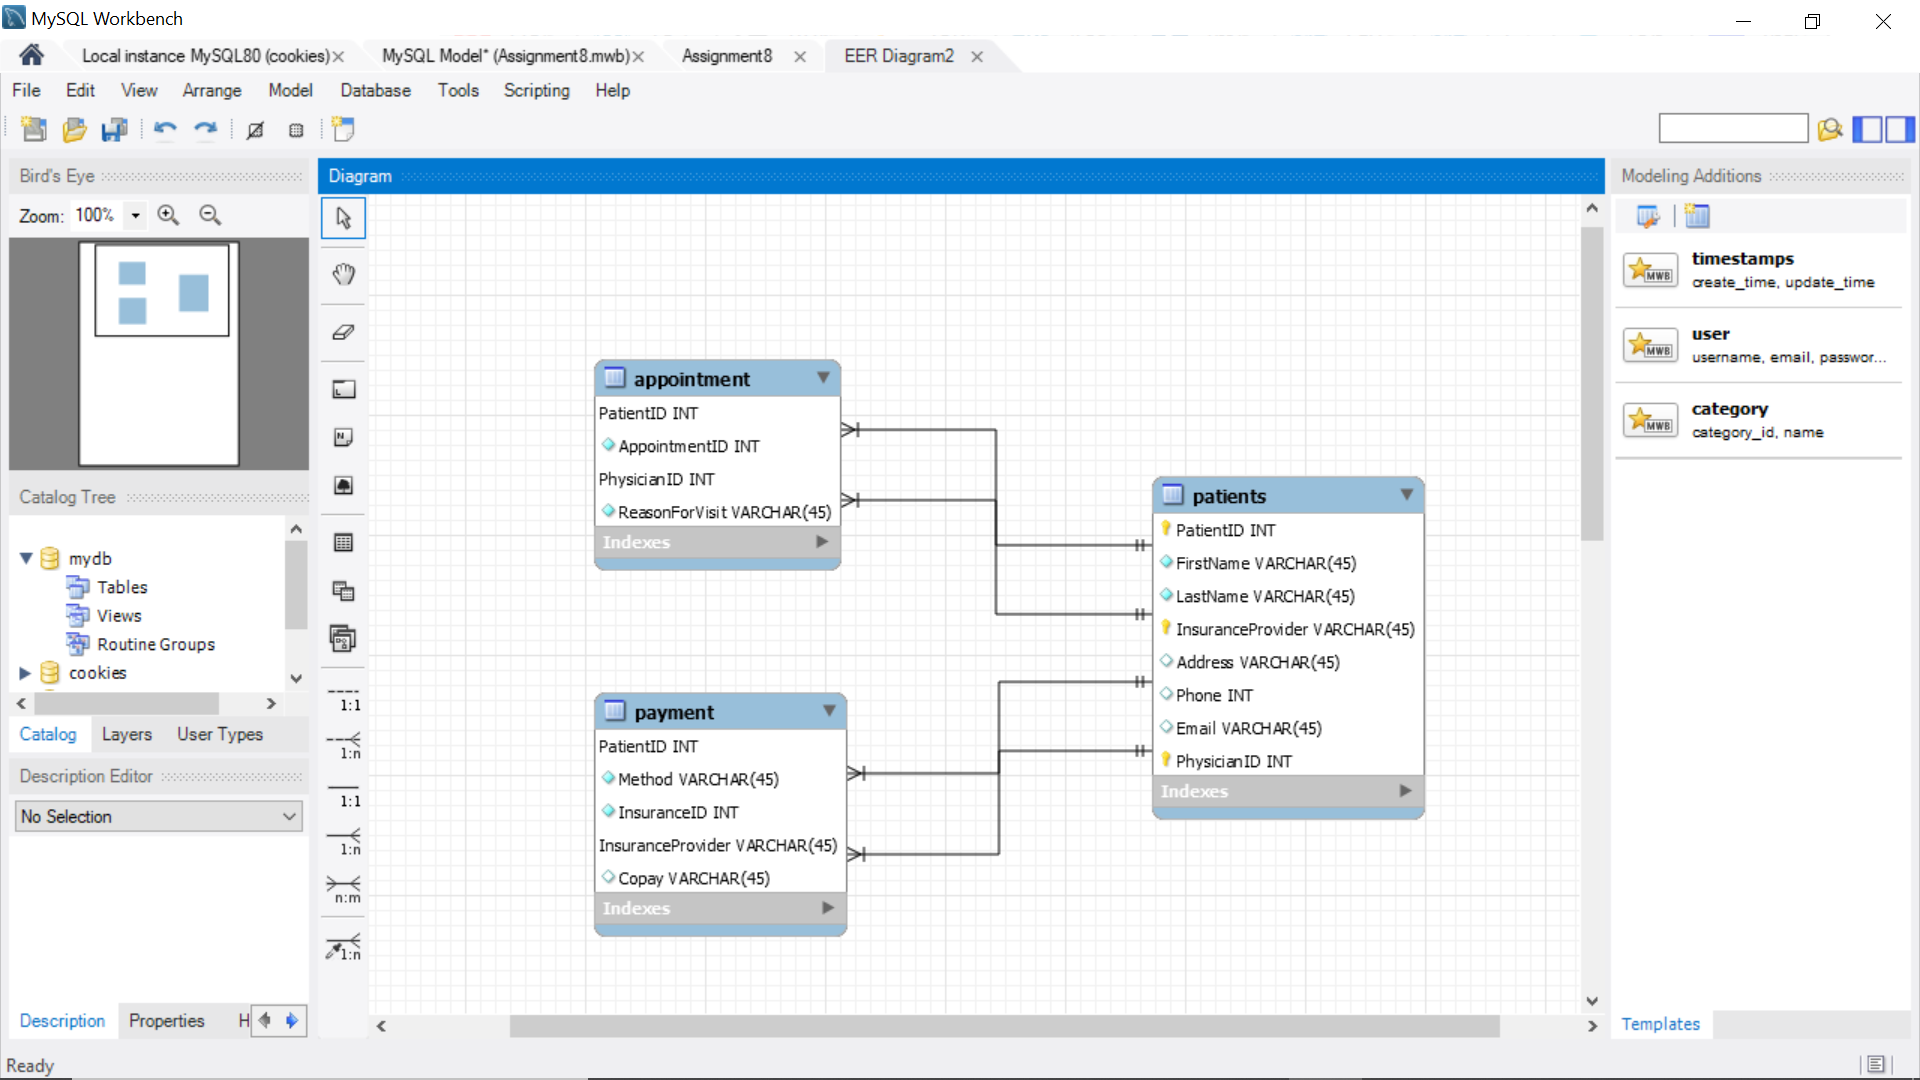 MySQL Workbench
Local instance MySQL80 (cookies)
MySQL Model* (Assignment8.mwb)
Assignment8
EER Diagram2
File
Edit
View
Arrange
Model
Database
Tools
Scripting
Help
Bird's Eye
Zoom: 100%
Catalog Tree
mydb
Tables
Views
Routine Groups
cookies
Catalog
Layers
User Types
Description Editor
No Selection
Description
Properties
H
Ready
Diagram
1:1
1:n
1:1
1:n
n:m
1:n
appointment
PatientID INT
AppointmentID INT
PhysicianID INT
ReasonForVisit VARCHAR(45)
Indexes
payment
PatientID INT
Method VARCHAR(45)
InsuranceID INT
InsuranceProvider VARCHAR(45)
Copay VARCHAR(45)
Indexes
patients
PatientID INT
FirstName VARCHAR(45)
LastName VARCHAR(45)
InsuranceProvider VARCHAR(45)
Address VARCHAR(45)
Phone INT
Email VARCHAR(45)
PhysicianID INT
Indexes
Modeling Additions
MWB
timestamps
create_time, update_time
MWB
user
username, email, passwor...
MWB
category
category_id, name
Templates